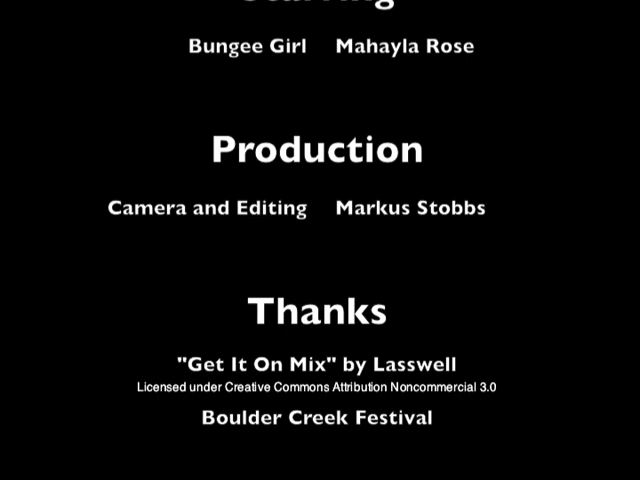 Starring
Bungee Girl Mahayla Rose
Production
Camera and Editing Markus Stobbs
Thanks
"Get It On Mix" by Lasswell
Licensed under Creative Commons Attribution Noncommercial 3.0
Boulder Creek Festival